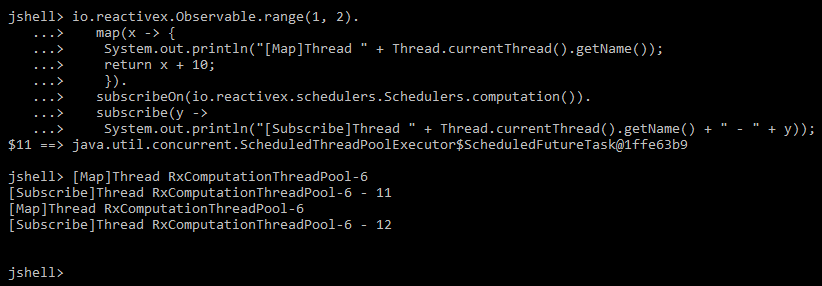 jshell> io.reactivex.Observable.range(1, 2).
   ...>    map(x -> {
   ...>     System.out.println("[Map]Thread " + Thread.currentThread().getName());
   ...>     return x + 10;
   ...>     }).
   ...>    subscribeOn(io.reactivex.schedulers.Schedulers.computation()).
   ...>    subscribe(y ->
   ...>     System.out.println("[Subscribe]Thread " + Thread.currentThread().getName() + " - " + y));
$11 ==> java.util.concurrent.ScheduledThreadPoolExecutor$ScheduledFutureTask@1ffe63b9
jshell> [Map]Thread RxComputationThreadPool-6
[Subscribe]Thread RxComputationThreadPool-6 - 11
[Map]Thread RxComputationThreadPool-6
[Subscribe]Thread RxComputationThreadPool-6 - 12
jshell>